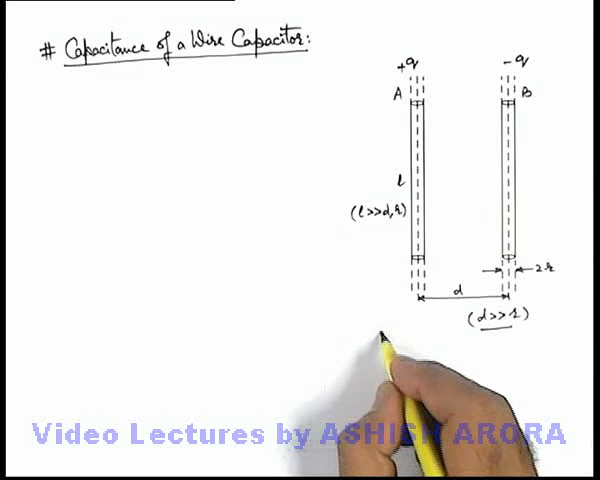 # Capacitance of a Wire Capacitor:
+q -q
A B
l
(l>>d,r)
2r
d
(d>>r)
Video Lectures by ASHISH ARORA